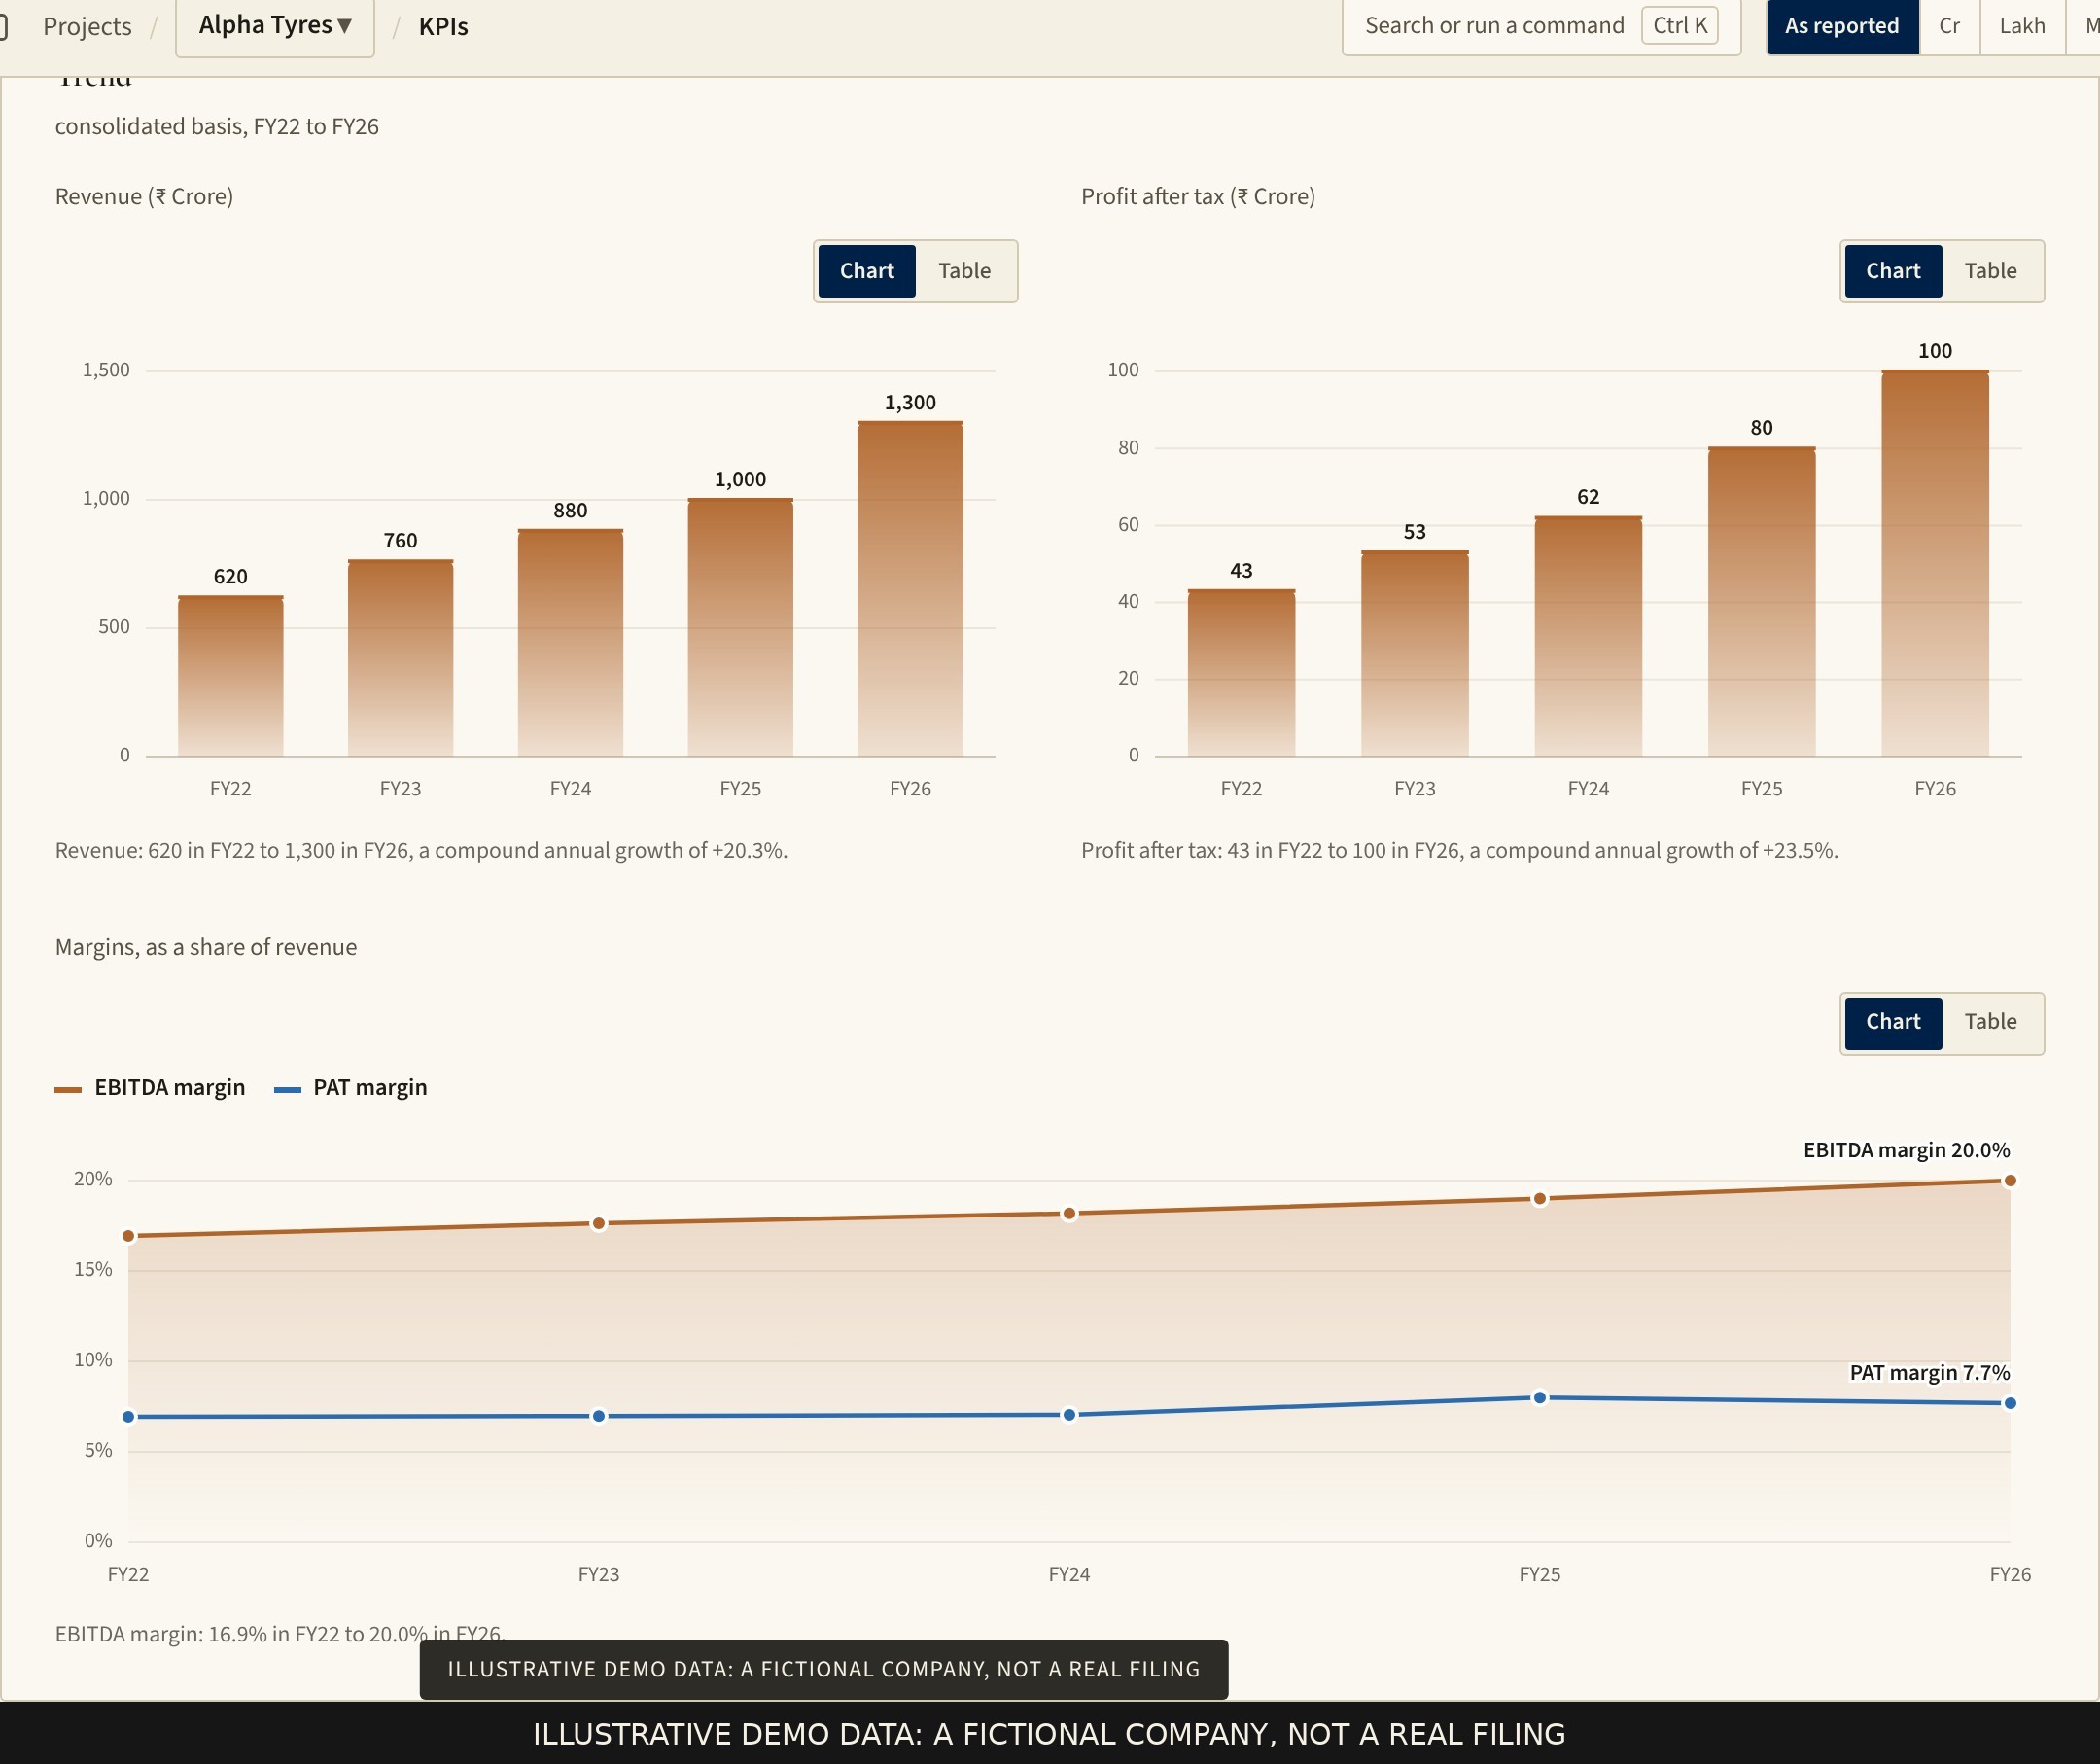 Projects / Alpha Tyres ▼ / KPIs
Search or run a command Ctrl K
As reported Cr Lakh
Trend
consolidated basis, FY22 to FY26
Revenue (₹ Crore)
Chart Table
1,500
1,000
500
0
620
760
880
1,000
1,300
FY22 FY23 FY24 FY25 FY26
Revenue: 620 in FY22 to 1,300 in FY26, a compound annual growth of +20.3%.
Profit after tax (₹ Crore)
Chart Table
100
80
60
40
20
0
43
53
62
80
100
FY22 FY23 FY24 FY25 FY26
Profit after tax: 43 in FY22 to 100 in FY26, a compound annual growth of +23.5%.
Margins, as a share of revenue
Chart Table
EBITDA margin PAT margin
EBITDA margin 20.0%
20%
15%
10%
PAT margin 7.7%
5%
0%
FY22 FY23 FY24 FY25 FY26
EBITDA margin: 16.9% in FY22 to 20.0% in FY26.
ILLUSTRATIVE DEMO DATA: A FICTIONAL COMPANY, NOT A REAL FILING
ILLUSTRATIVE DEMO DATA: A FICTIONAL COMPANY, NOT A REAL FILING